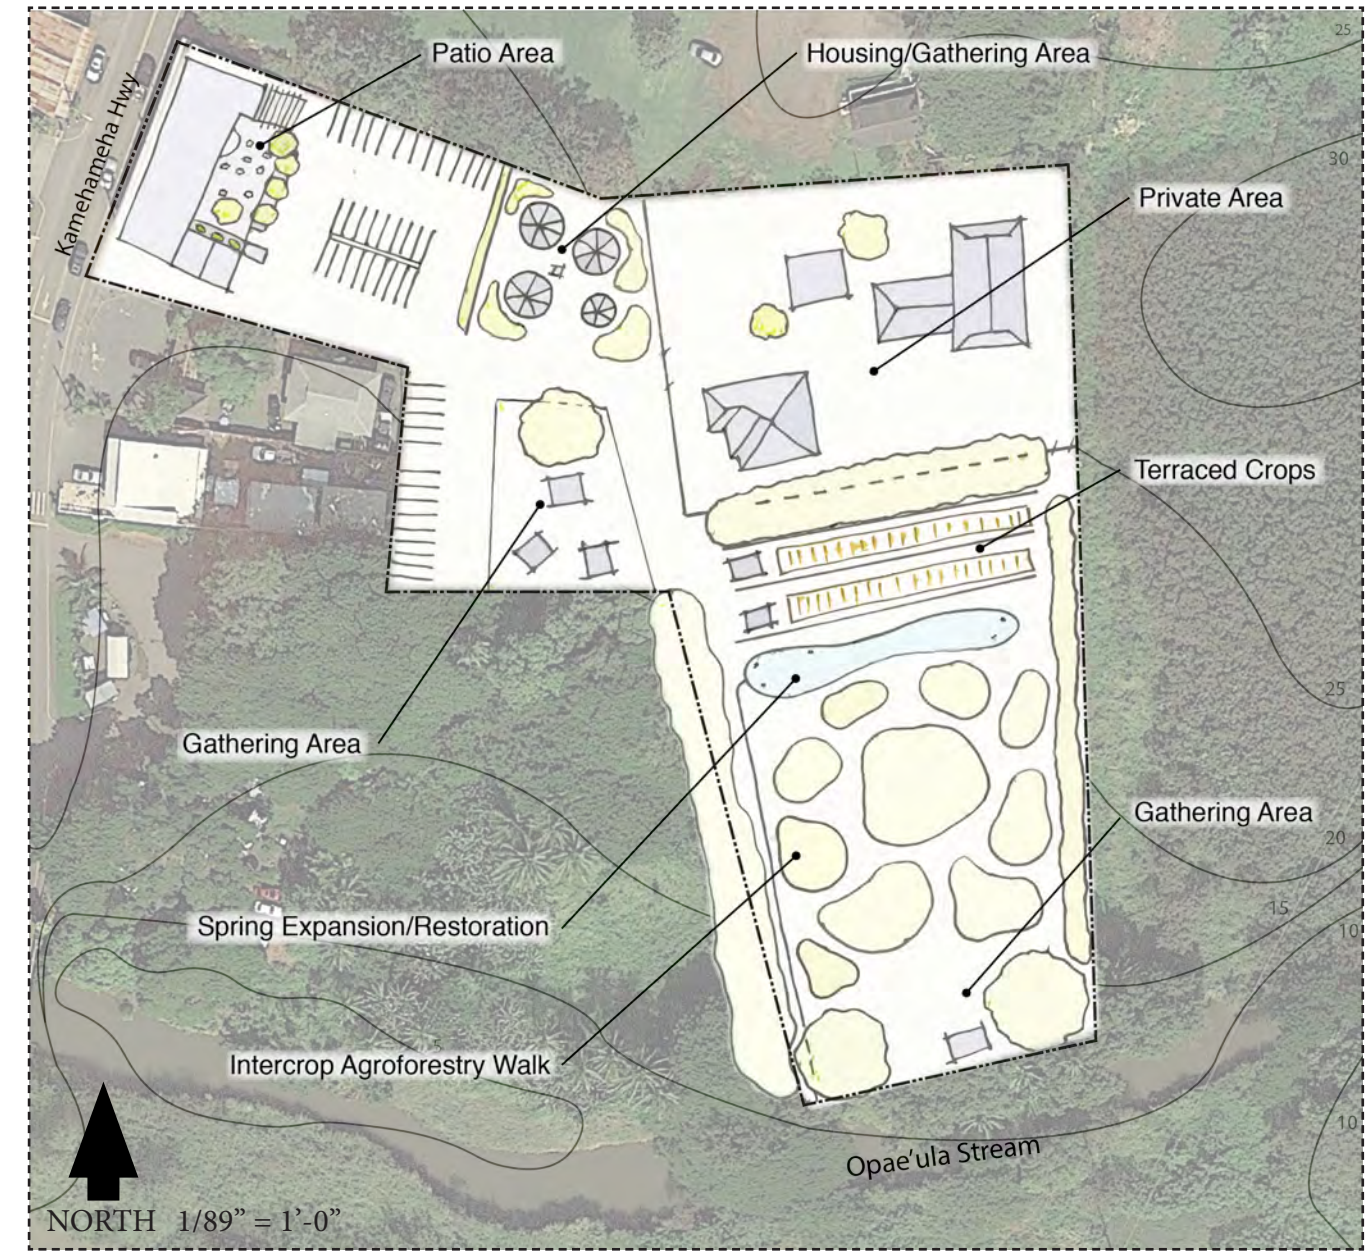 25
Patio Area
Housing/Gathering Area
Kamehameha Hwy
30
Private Area
Terraced Crops
25
Gathering Area
Gathering Area
20
15
Spring Expansion/Restoration
10
5
Intercrop Agroforestry Walk
10
Opae’ula Stream
NORTH 1/89” = 1’-0”